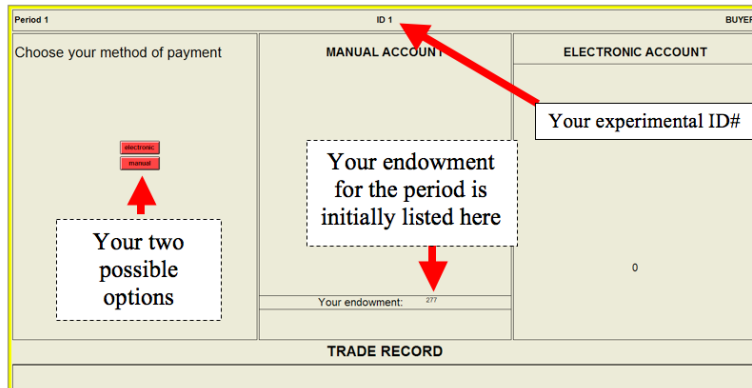 Period 1
ID 1
BUYER
Choose your method of payment
MANUAL ACCOUNT
ELECTRONIC ACCOUNT
Your experimental ID#
electronic
manual
Your endowment
for the period is
initially listed here
Your two
possible
options
0
Your endowment: 277
TRADE RECORD